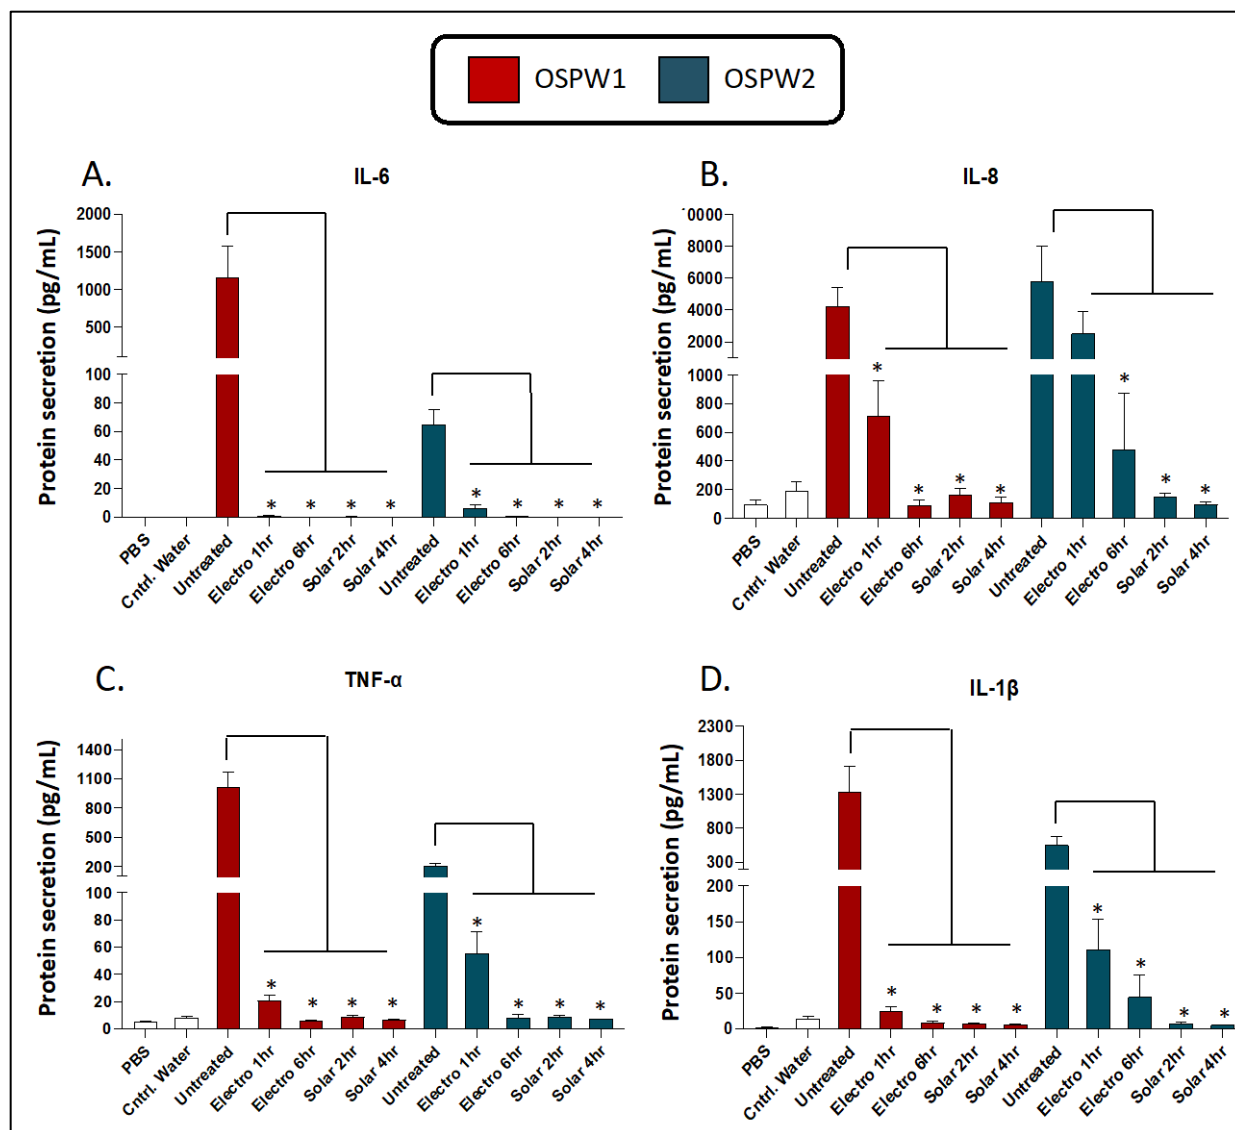 OSPW1 OSPW2
A.
IL-6
Protein secretion (pg/mL)
2000
1500
1000
500
100
80
60
40
20
0
PBS
Cntrl. Water
Untreated
Electro 1hr
Electro 6hr
Solar 2hr
Solar 4hr
Untreated
Electro 1hr
Electro 6hr
Solar 2hr
Solar 4hr
* * * * * * * *
B.
IL-8
Protein secretion (pg/mL)
0000
8000
6000
4000
2000
1000
800
600
400
200
0
PBS
Cntrl. Water
Untreated
Electro 1hr
Electro 6hr
Solar 2hr
Solar 4hr
Untreated
Electro 1hr
Electro 6hr
Solar 2hr
Solar 4hr
* * * * * * *
C.
TNF-α
Protein secretion (pg/mL)
1400
1100
800
500
200
100
80
60
40
20
0
PBS
Cntrl. Water
Untreated
Electro 1hr
Electro 6hr
Solar 2hr
Solar 4hr
Untreated
Electro 1hr
Electro 6hr
Solar 2hr
Solar 4hr
* * * * * * * *
D.
IL-1β
Protein secretion (pg/mL)
2300
1800
1300
800
300
200
150
100
50
0
PBS
Cntrl. Water
Untreated
Electro 1hr
Electro 6hr
Solar 2hr
Solar 4hr
Untreated
Electro 1hr
Electro 6hr
Solar 2hr
Solar 4hr
* * * * * * * *